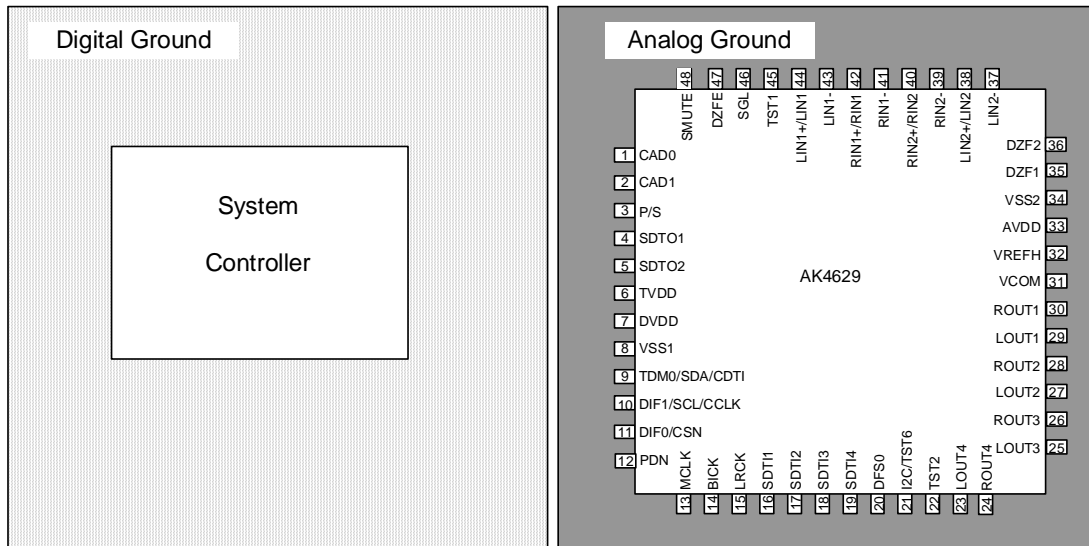 Digital Ground
System
Controller
Analog Ground
48 SMUTE
47 DZFE
46 SGL
45 TST1
44 LIN1+/LIN1
43 LIN1-
42 RIN1+/RIN1
41 RIN1-
40 RIN2+/RIN2
39 RIN2-
38 LIN2+/LIN2
37 LIN2-
1 CAD0
2 CAD1
3 P/S
4 SDTO1
5 SDTO2
6 TVDD
7 DVDD
8 VSS1
9 TDM0/SDA/CDTI
10 DIF1/SCL/CCLK
11 DIF0/CSN
12 PDN
AK4629
DZF2 36
DZF1 35
VSS2 34
AVDD 33
VREFH 32
VCOM 31
ROUT1 30
LOUT1 29
ROUT2 28
LOUT2 27
ROUT3 26
LOUT3 25
13 MCLK
14 BICK
15 LRCK
16 SDTI1
17 SDTI2
18 SDTI3
19 SDTI4
20 DFS0
21 I2C/TST6
22 TST2
23 LOUT4
24 ROUT4